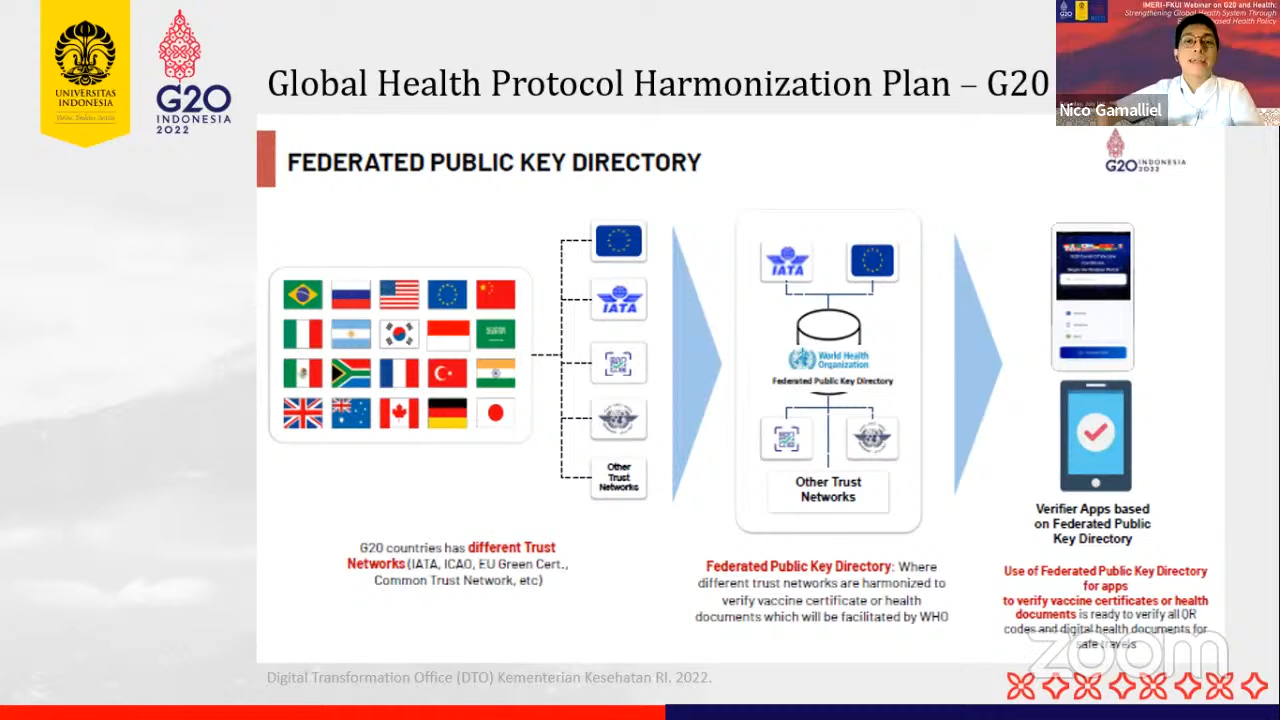 UNIVERSITAS
INDONESIA
G20
INDONESIA
2022
Global Health Protocol Harmonization Plan – G20
IMERI-FKUI Webinar on G20 and Health:
Strengthening Global Health System Through
Health Policy
Nico Gamalliel
FEDERATED PUBLIC KEY DIRECTORY
G20 INDONESIA
2022
IATA
Other
Trust
Networks
IATA
World Health
Organization
Federated Public Key Directory
Other Trust
Networks
G20 countries has different Trust
Networks (IATA, ICAO, EU Green Cert.,
Common Trust Network, etc)
Federated Public Key Directory: Where
different trust networks are harmonized to
verify vaccine certificate or health
documents which will be facilitated by WHO
Verifier Apps based
on Federated Public
Key Directory
Use of Federated Public Key Directory
for apps
to verify vaccine certificates or health
documents is ready to verify all QR
codes and digital health documents for
safe travels
zoom
Digital Transformation Office (DTO) Kementerian Kesehatan RI. 2022.